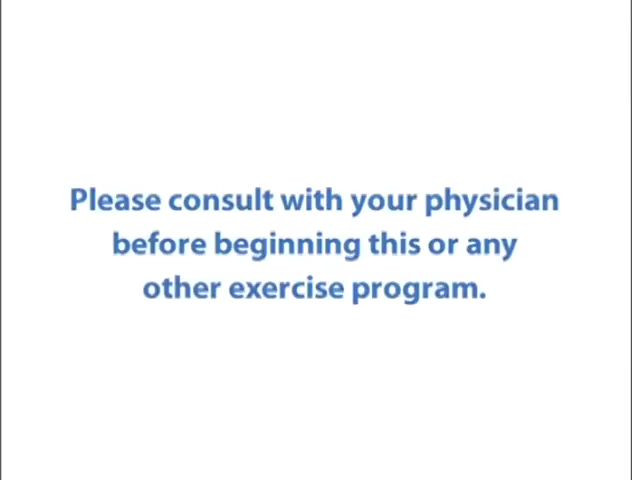 Please consult with your physician
before beginning this or any
other exercise program.